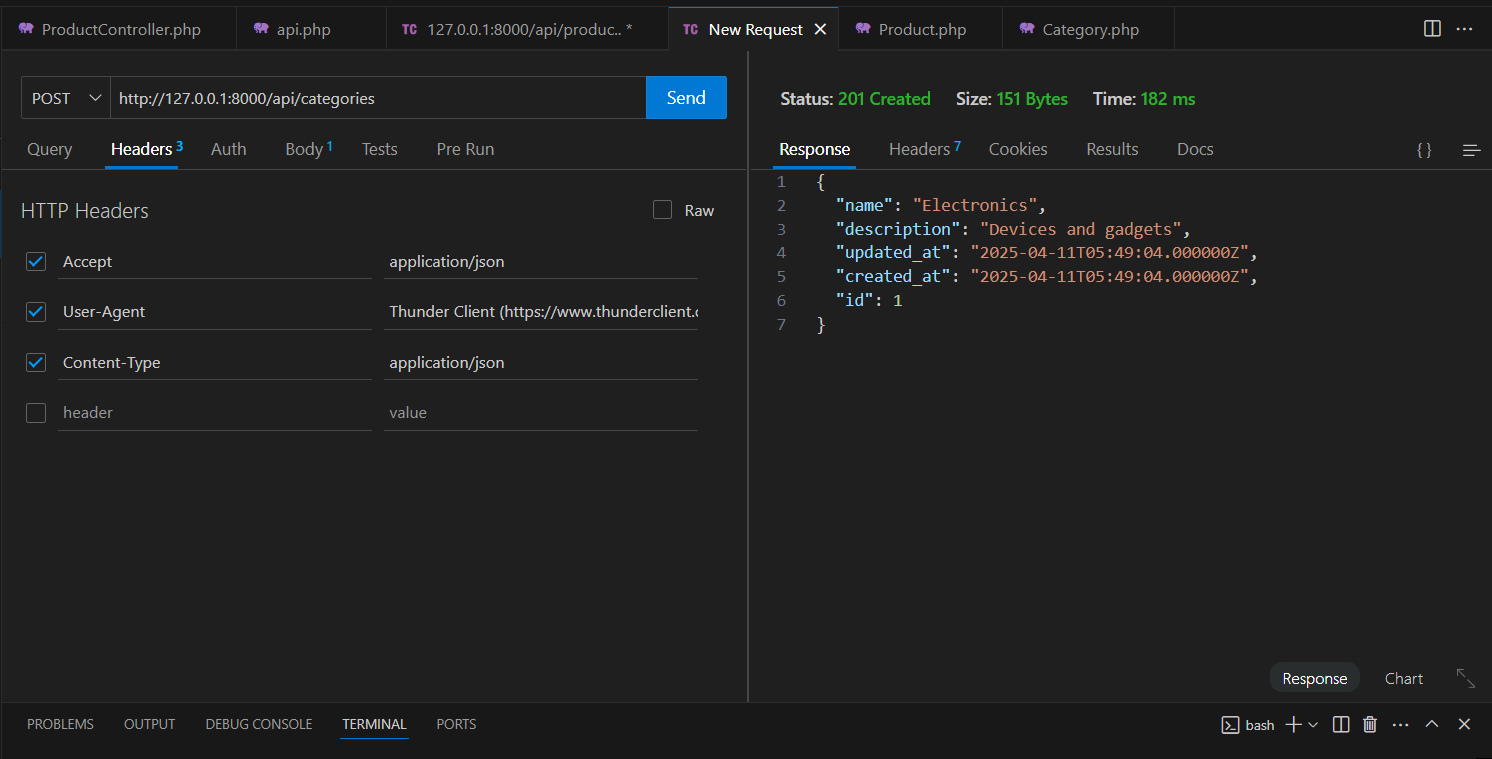 ProductController.php api.php TC 127.0.0.1:8000/api/produc.. * TC New Request Product.php Category.php
POST http://127.0.0.1:8000/api/categories Send
Query Headers 3 Auth Body 1 Tests Pre Run
HTTP Headers Raw
Accept application/json
User-Agent Thunder Client (https://www.thunderclient.c
Content-Type application/json
header value
Status: 201 Created Size: 151 Bytes Time: 182 ms
Response Headers 7 Cookies Results Docs { }
1 {
2 "name": "Electronics",
3 "description": "Devices and gadgets",
4 "updated_at": "2025-04-11T05:49:04.000000Z",
5 "created_at": "2025-04-11T05:49:04.000000Z",
6 "id": 1
7 }
Response Chart
PROBLEMS OUTPUT DEBUG CONSOLE TERMINAL PORTS bash